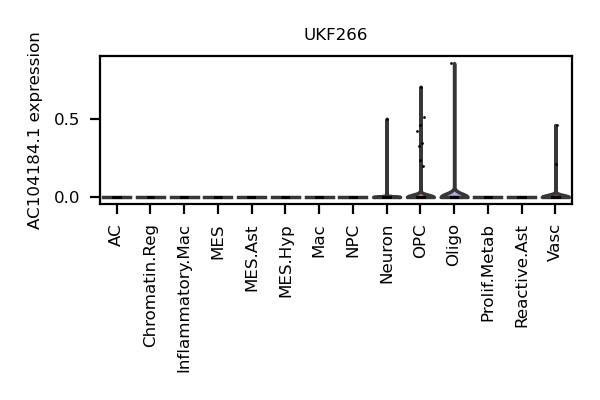 UKF266
AC104184.1 expression
0.5
0.0
AC
Chromatin.Reg
Inflammatory.Mac
MES
MES.Ast
MES.Hyp
Mac
NPC
Neuron
OPC
Oligo
Prolif.Metab
Reactive.Ast
Vasc